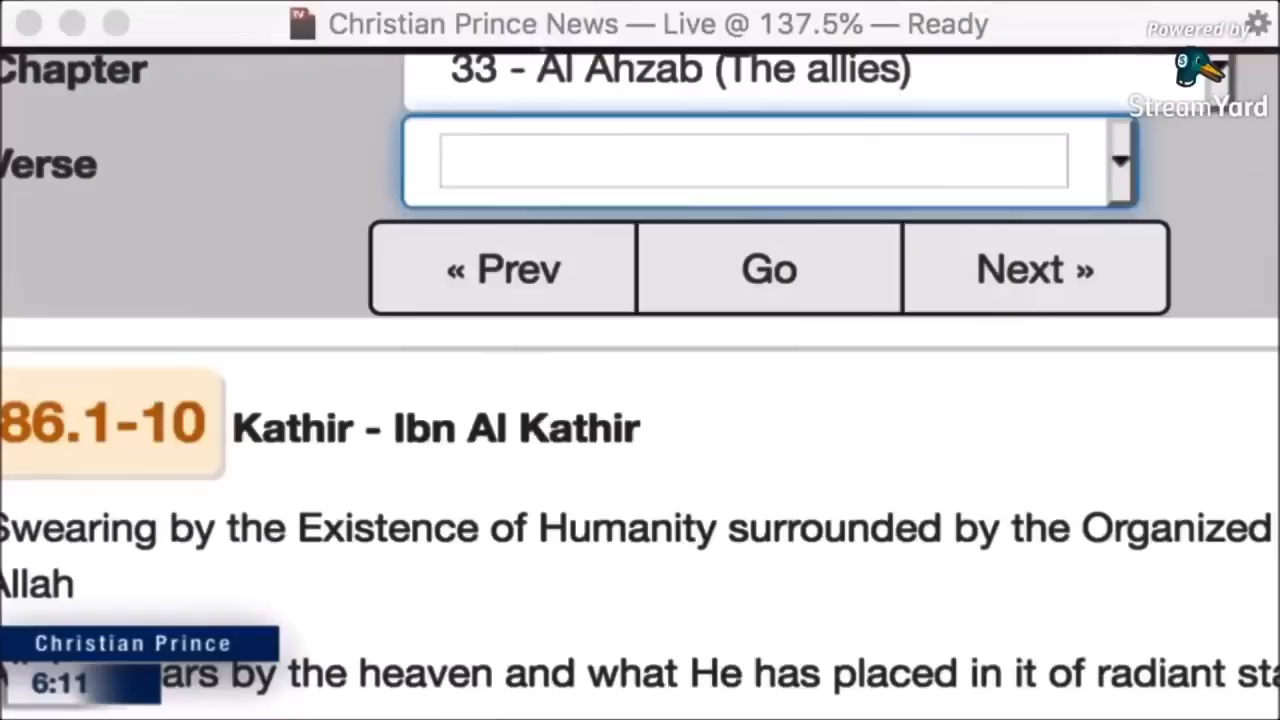 Christian Prince News — Live @ 137.5% — Ready
Powered by
StreamYard
Chapter
33 - Al Ahzab (The allies)
Verse
« Prev
Go
Next »
86.1-10
Kathir - Ibn Al Kathir
Swearing by the Existence of Humanity surrounded by the Organized
Allah
by the heaven and what He has placed in it of radiant
Christian Prince
6:11